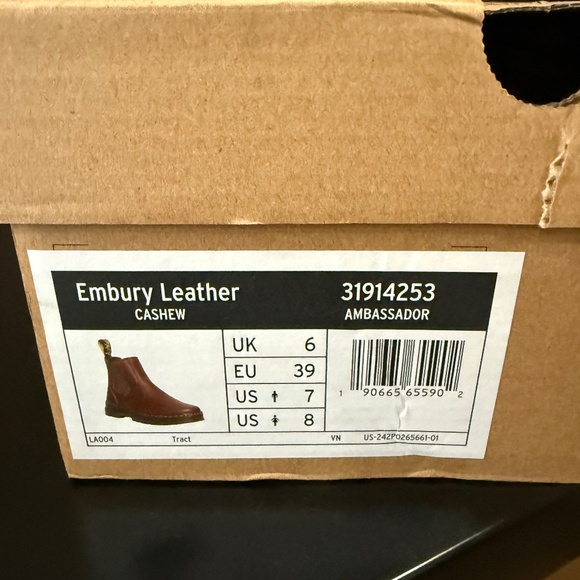 Embury Leather 31914253
CASHEW AMBASSADOR
UK 6
EU 39
US 7
US 8
1 90665 65590 2
LA004 Tract VN US-242P0265661-01